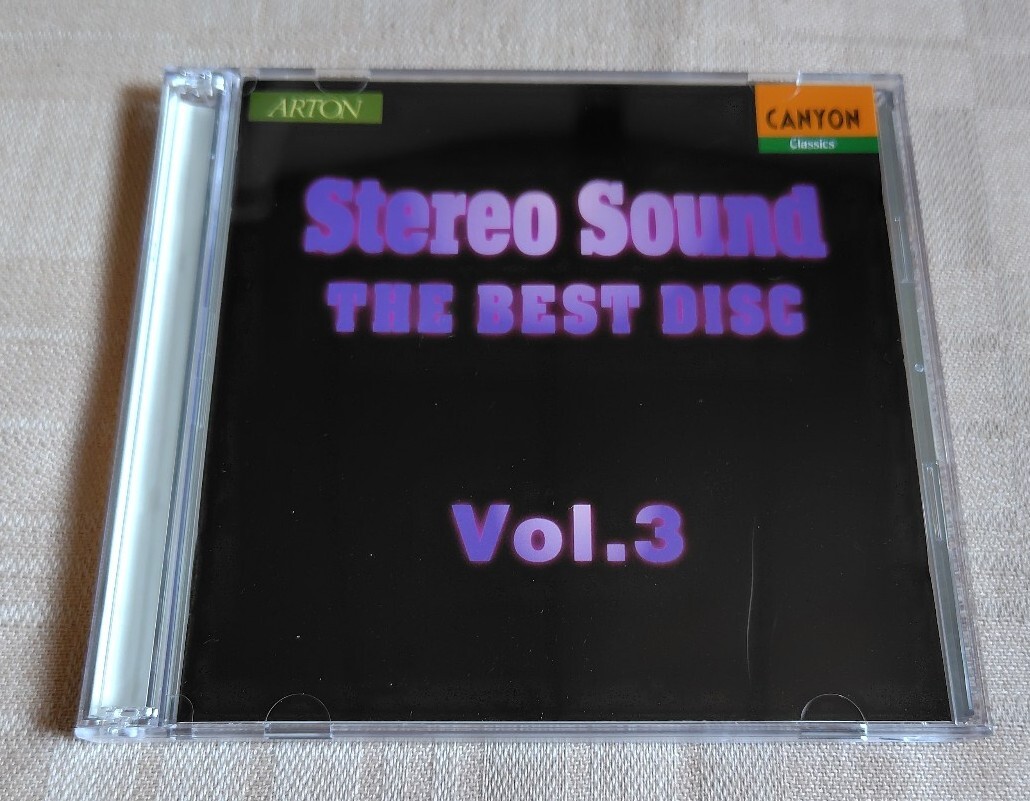 ARTON
CANYON
Classics
Stereo Sound
THE BEST DISC
Vol.3